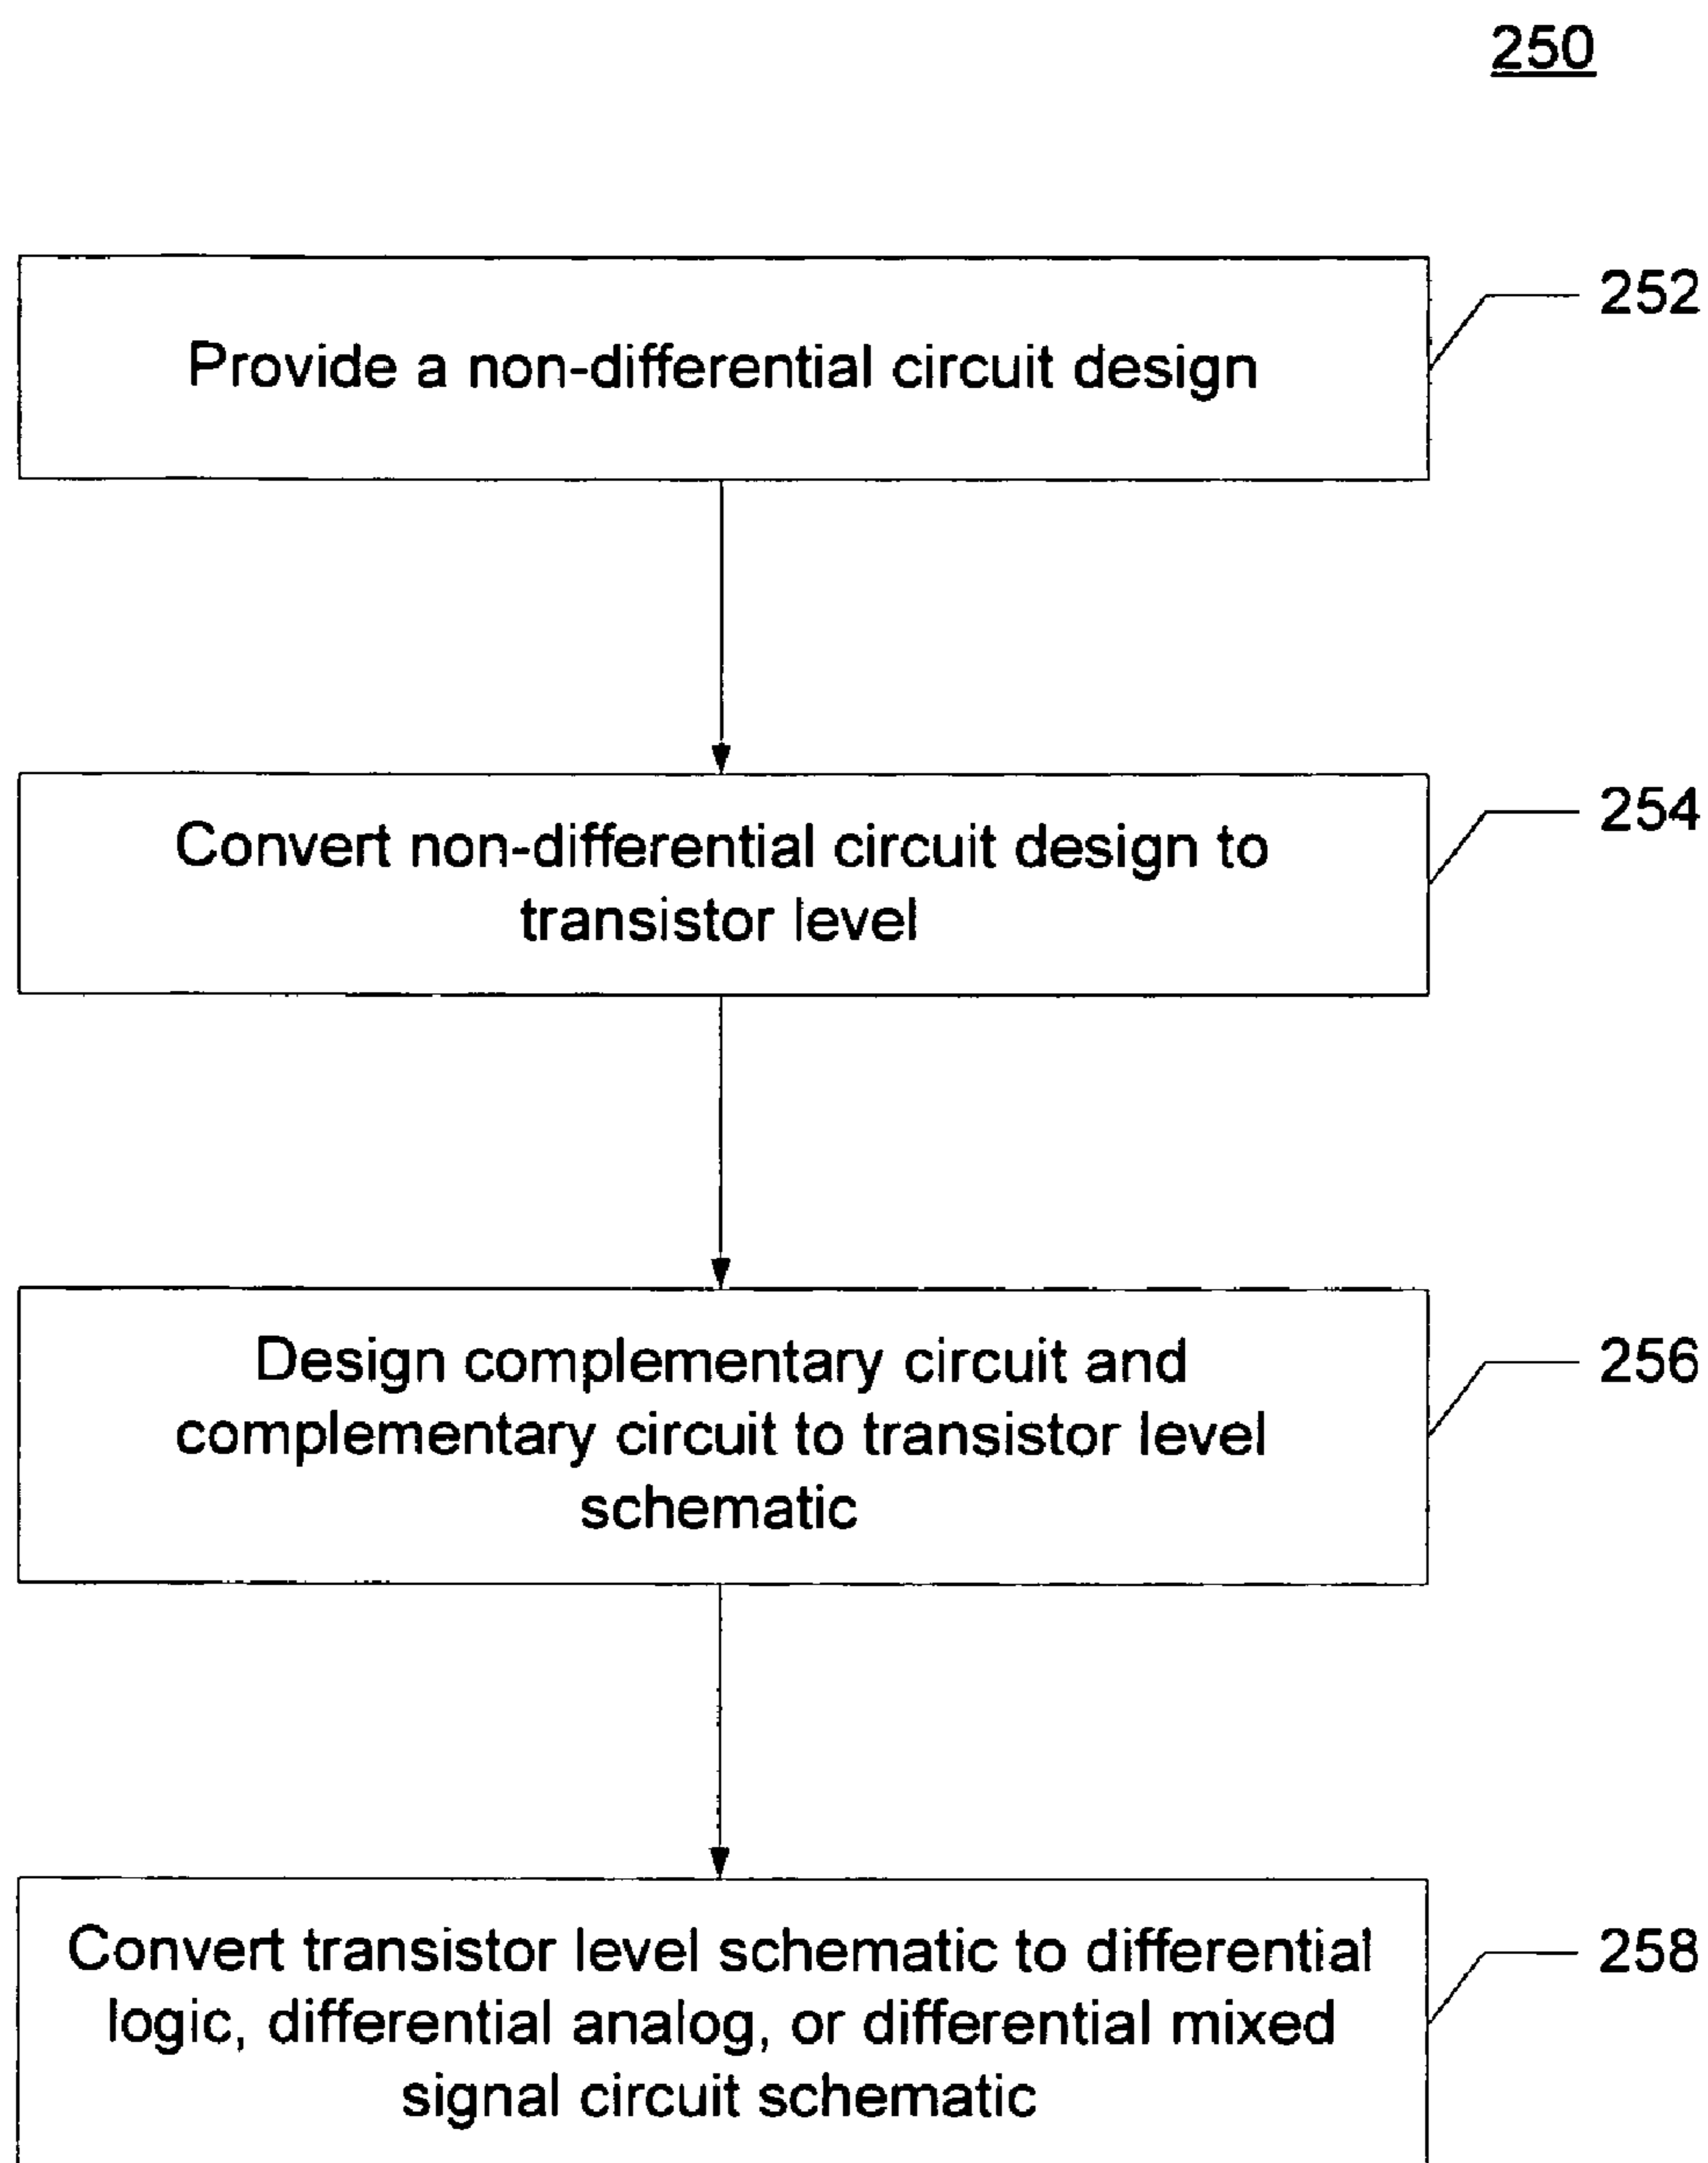 250
Provide a non-differential circuit design
252
Convert non-differential circuit design to
transistor level
254
Design complementary circuit and
complementary circuit to transistor level
schematic
256
Convert transistor level schematic to differential
logic, differential analog, or differential mixed
signal circuit schematic
258